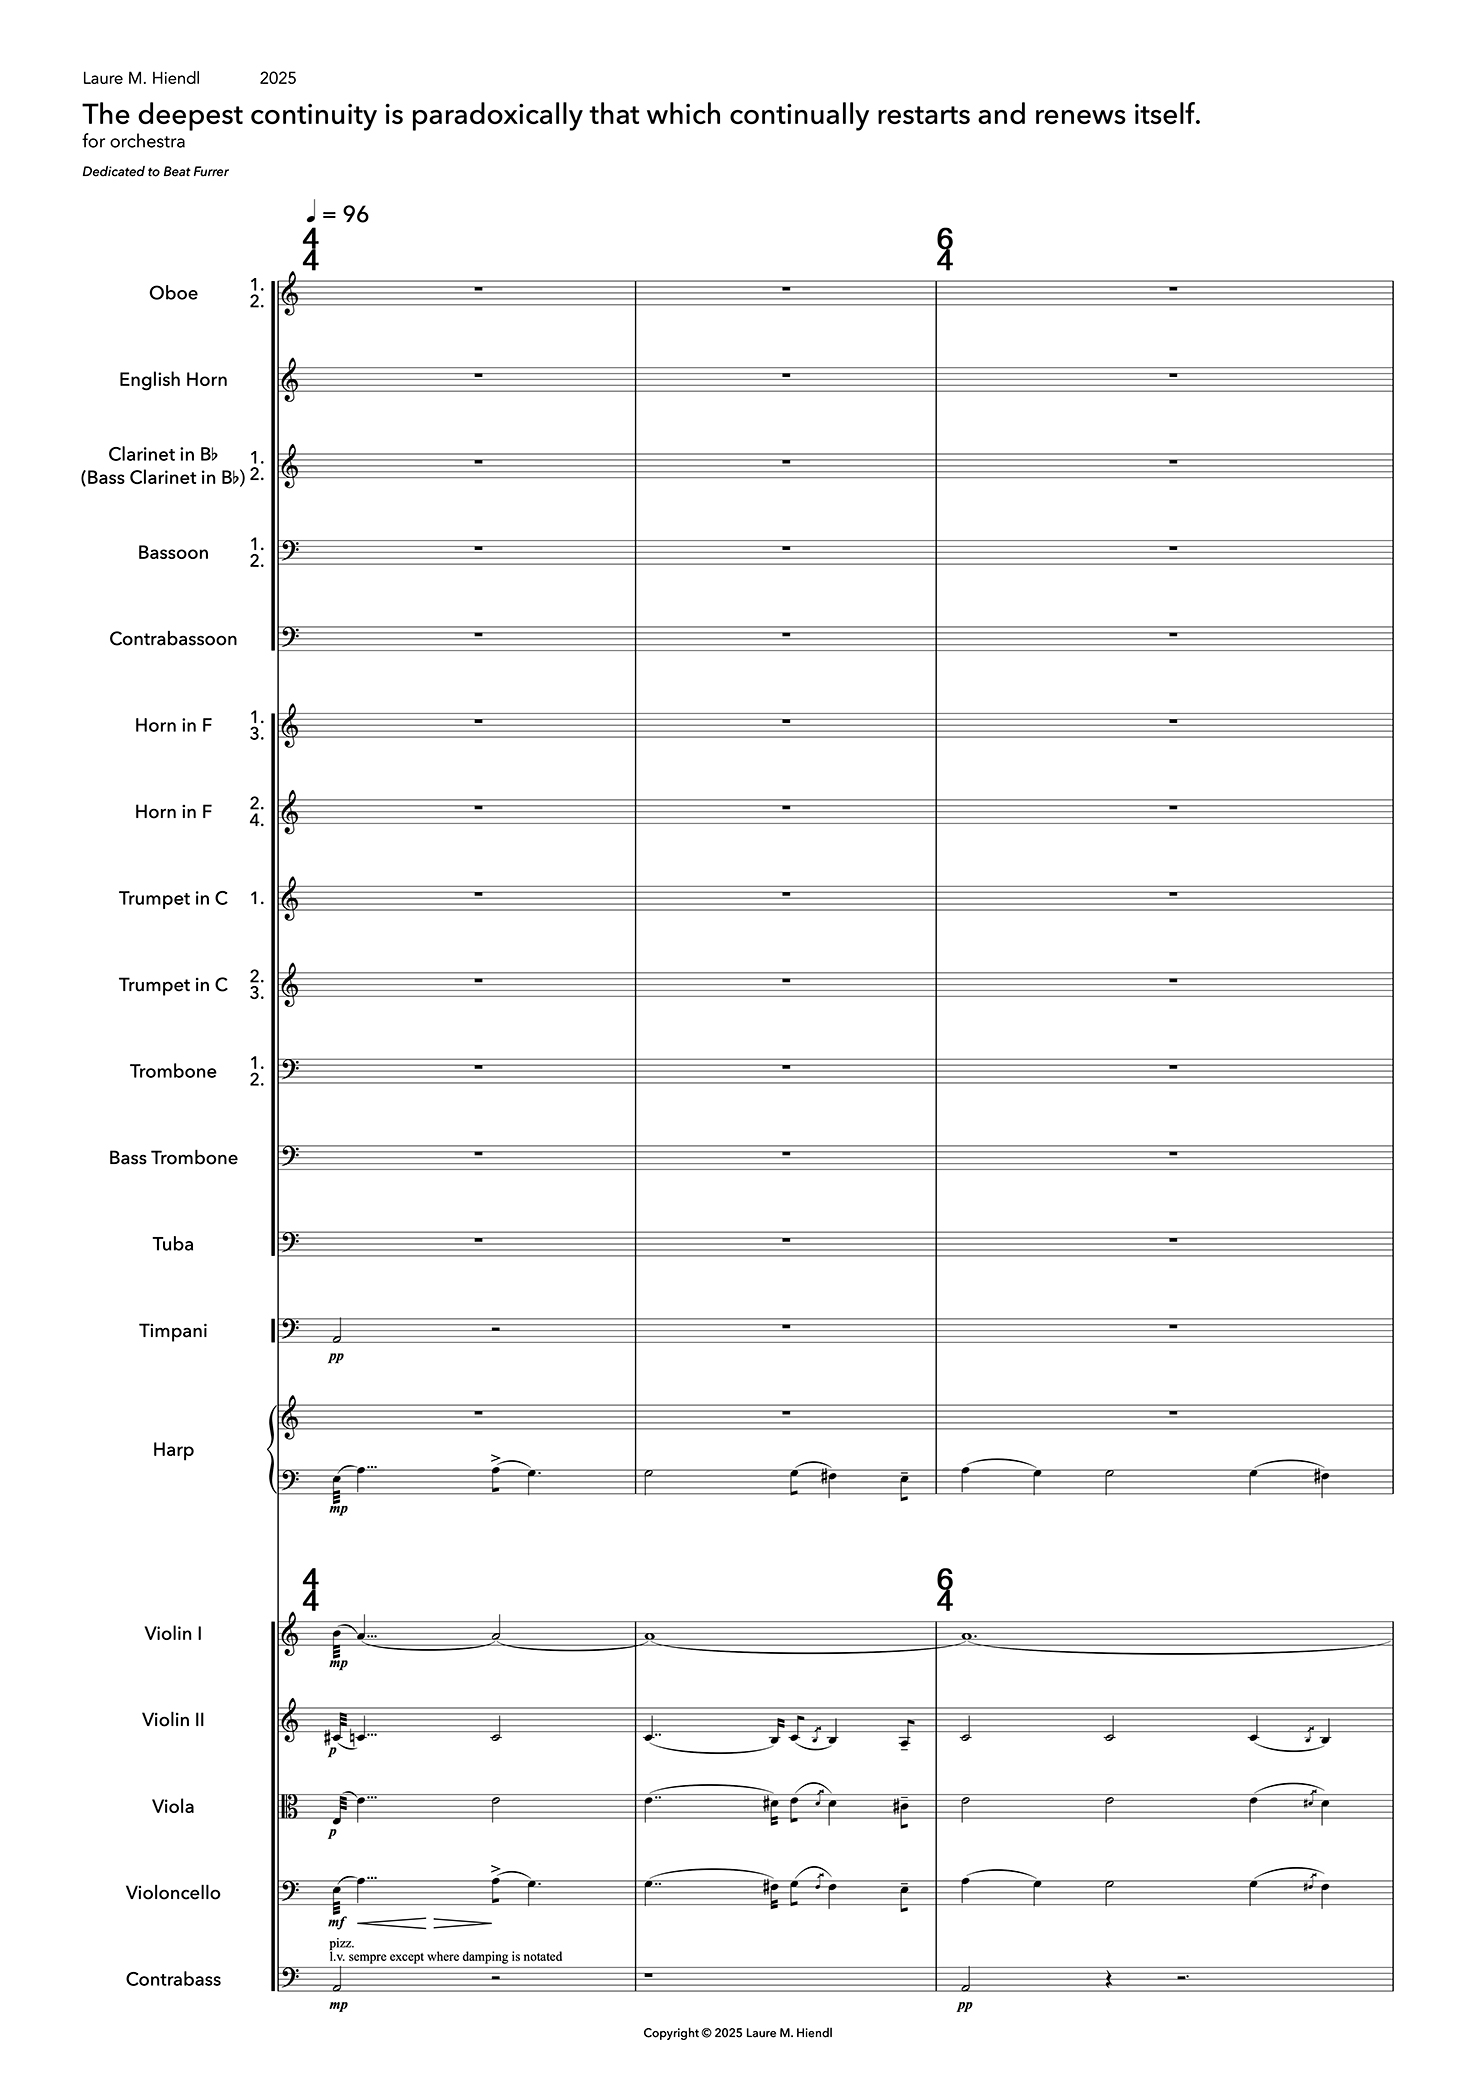 Laure M. Hiendl 2025
The deepest continuity is paradoxically that which continually restarts and renews itself.
for orchestra
Dedicated to Beat Furrer
♩ = 96
4 6
4 4
Oboe 1.
2.
English Horn
Clarinet in B♭ 1.
(Bass Clarinet in B♭) 2.
Bassoon 1.
2.
Contrabassoon
Horn in F 1.
3.
Horn in F 2.
4.
Trumpet in C 1.
Trumpet in C 2.
3.
Trombone 1.
2.
Bass Trombone
Tuba
Timpani
pp
Harp
mp
4 6
4 4
Violin I
mp
Violin II
p
Viola
p
Violoncello
mf
pizz.
l.v. sempre except where damping is notated
Contrabass
mp pp
Copyright © 2025 Laure M. Hiendl